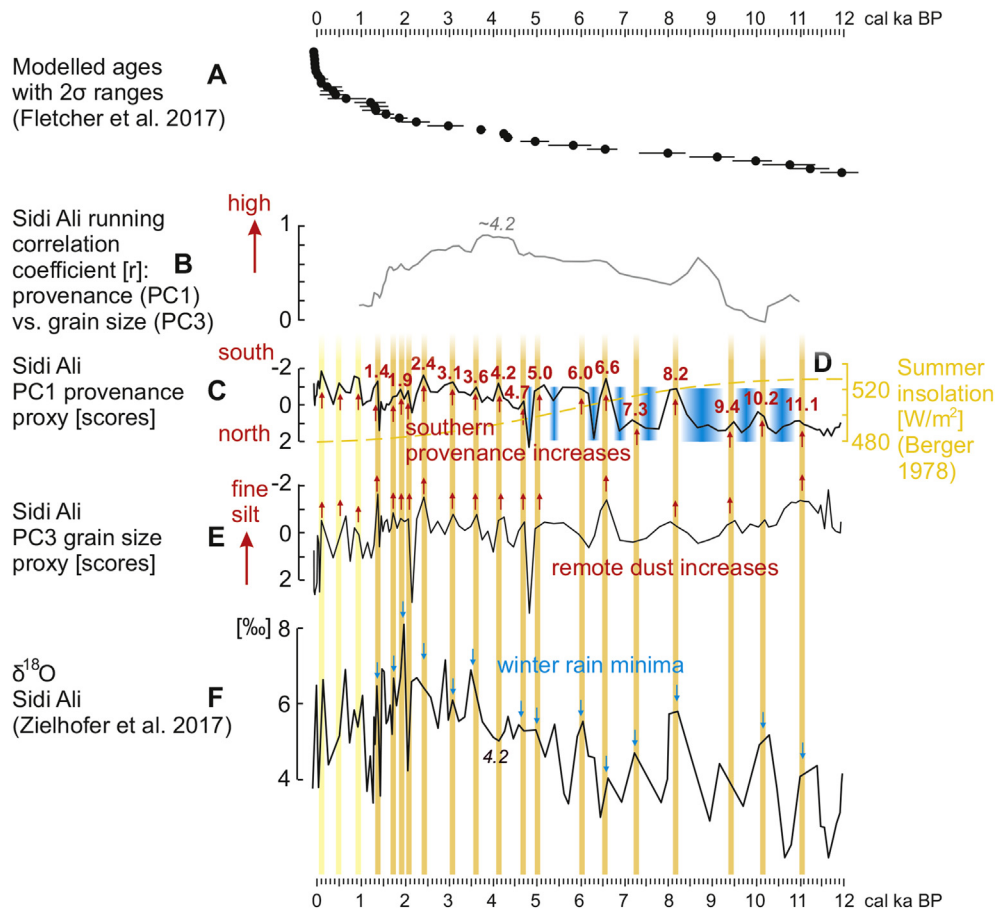 0 1 2 3 4 5 6 7 8 9 10 11 12 cal ka BP
Modelled ages
with 2σ ranges
(Fletcher et al. 2017)
A
Sidi Ali running
correlation
coefficient [r]:
provenance (PC1)
vs. grain size (PC3)
B
high
1
0
~4.2
Sidi Ali
PC1 provenance
proxy [scores]
C
south
north
-2
0
2
1.4 1.9 2.4 3.1 3.6 4.2 4.7 5.0 6.0 6.6 7.3 8.2 9.4 10.2 11.1
southern
provenance increases
D
520
480
Summer
insolation
[W/m²]
(Berger
1978)
Sidi Ali
PC3 grain size
proxy [scores]
E
fine
silt
-2
0
2
remote dust increases
δ¹⁸O
Sidi Ali
(Zielhofer et al. 2017)
F
[‰]
8
6
4
winter rain minima
4.2
0 1 2 3 4 5 6 7 8 9 10 11 12 cal ka BP